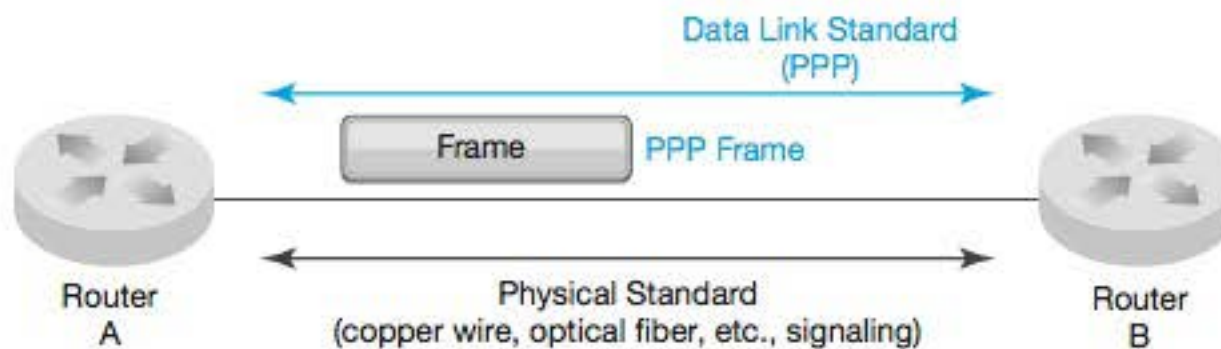 Data Link Standard
(PPP)
Frame
PPP Frame
Router
A
Physical Standard
(copper wire, optical fiber, etc., signaling)
Router
B